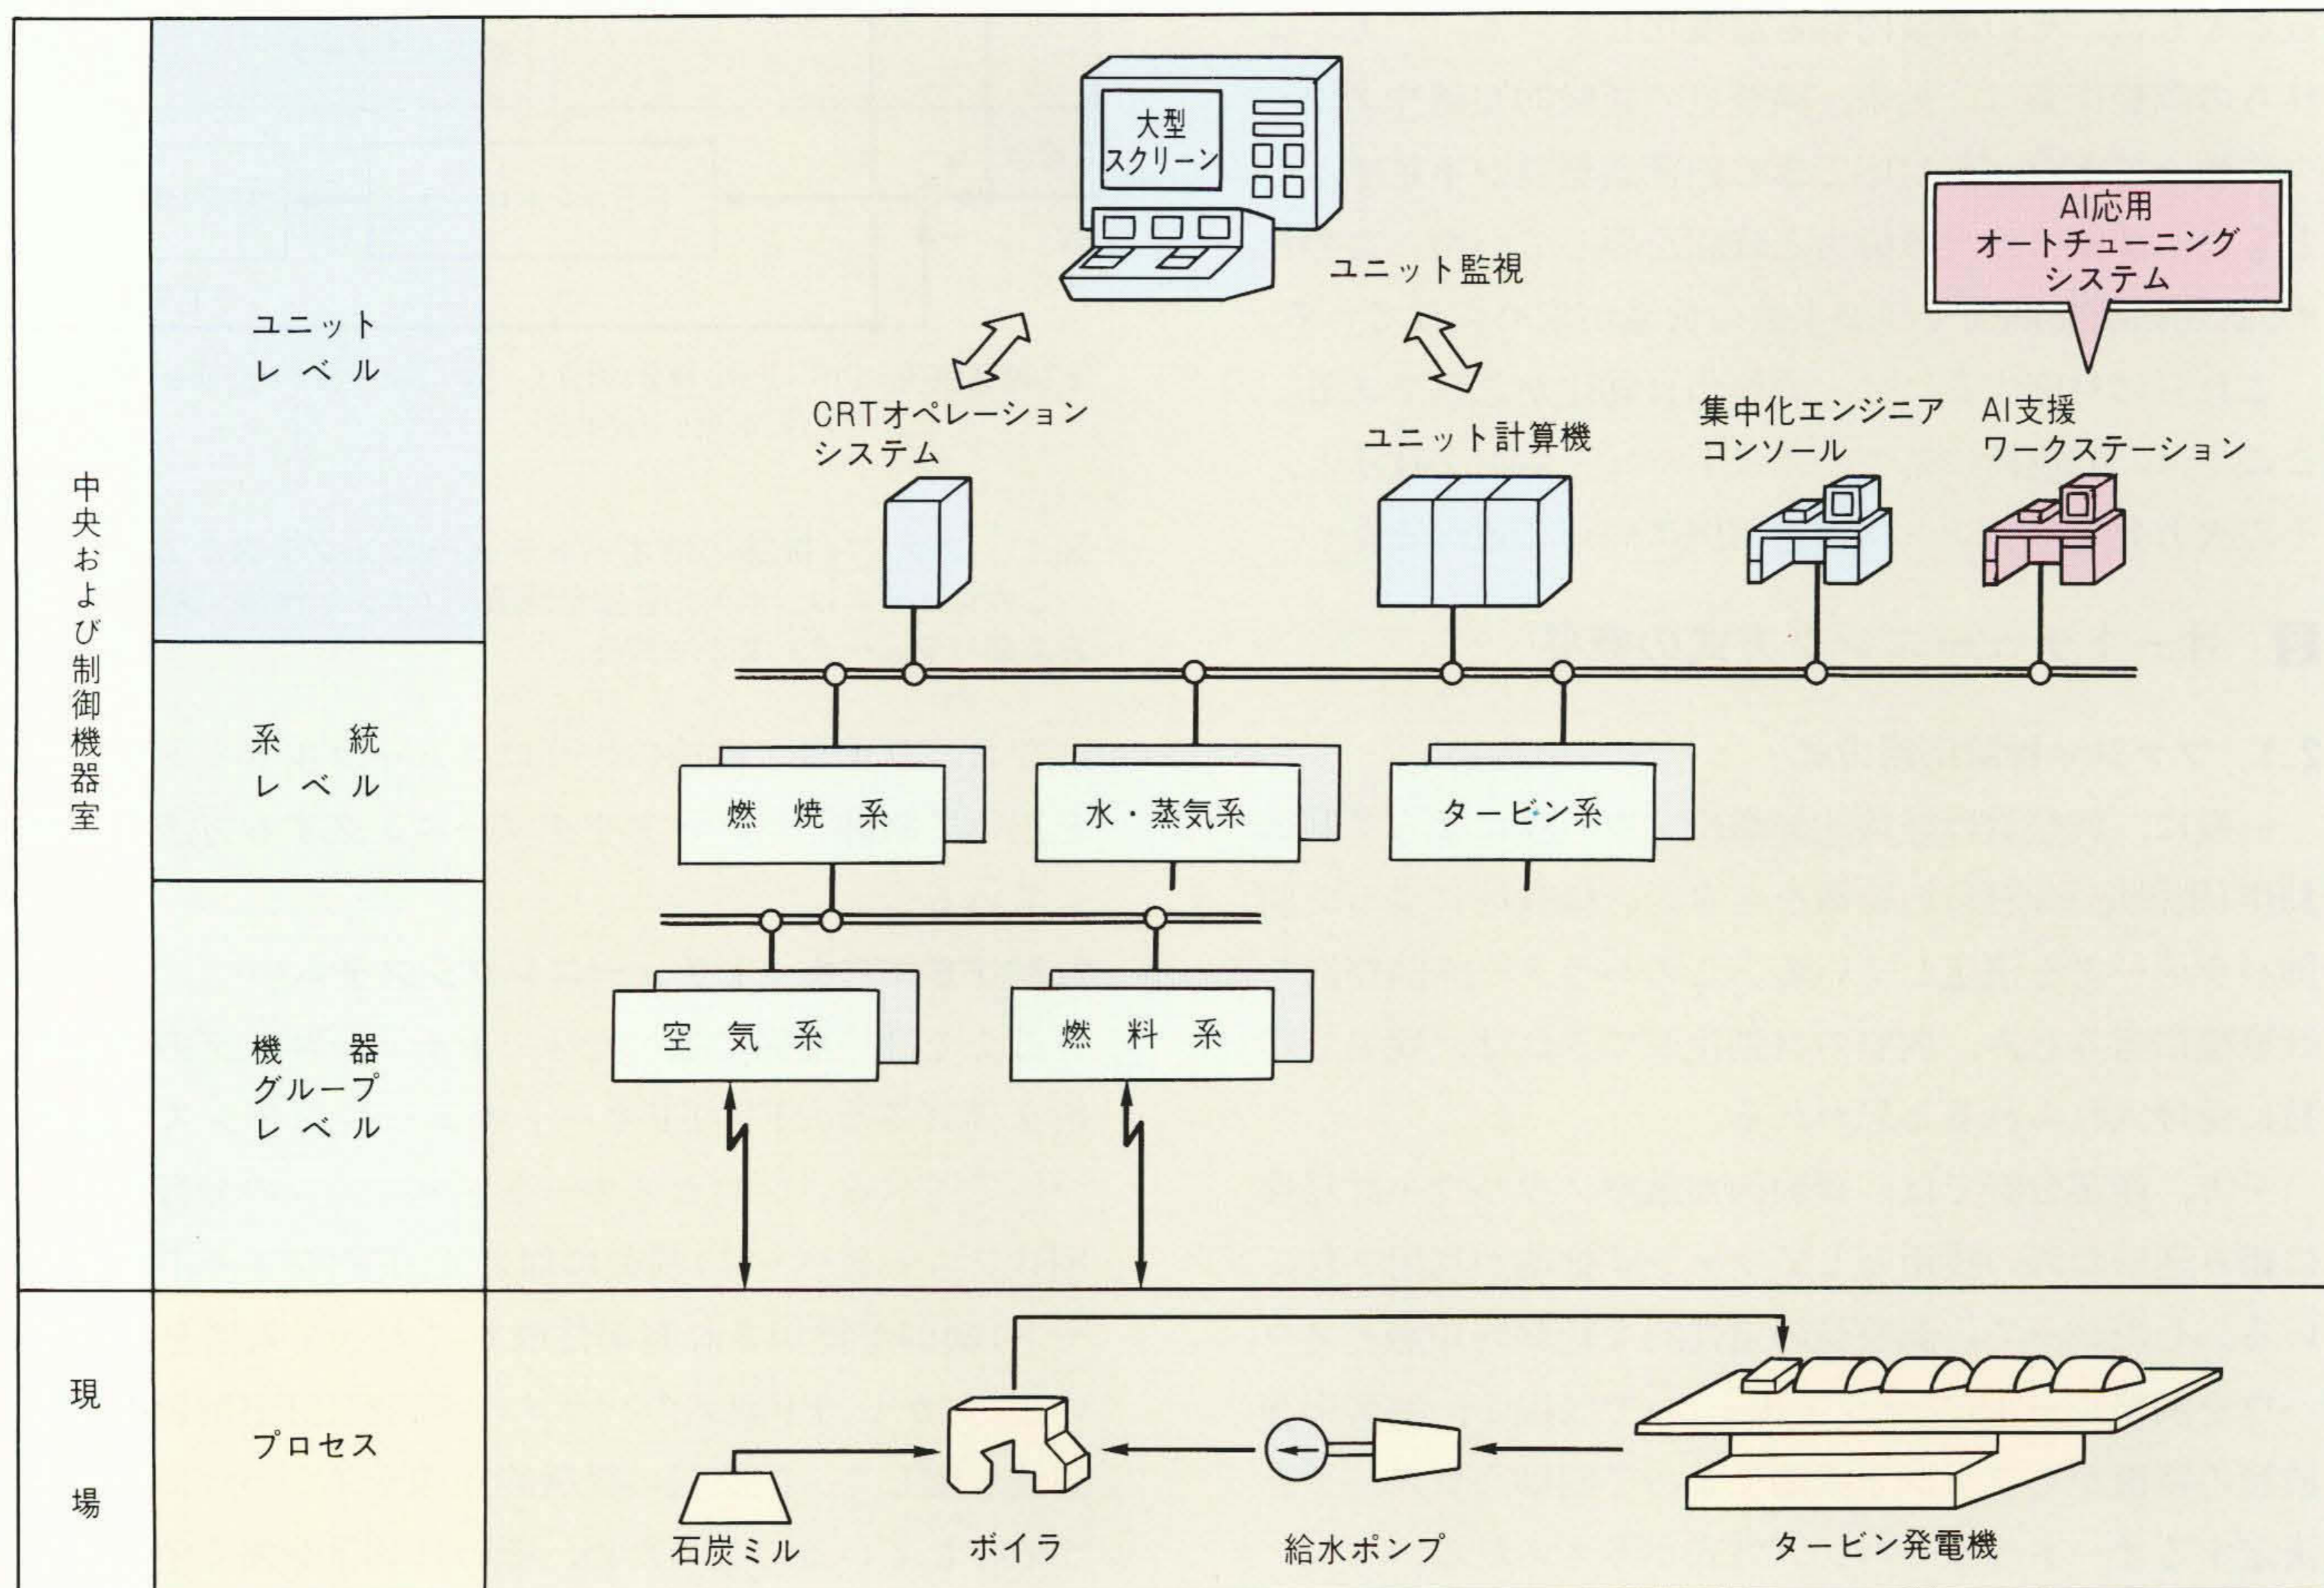 中央および制御機器室
ユニット
レベル
大型
スクリーン
ユニット監視
AI応用
オートチューニング
システム
CRTオペレーション
システム
ユニット計算機
集中化エンジニア
コンソール
AI支援
ワークステーション
系統
レベル
燃焼系
水・蒸気系
タービン系
機器
グループ
レベル
空気系
燃料系
現場
プロセス
石炭ミル
ボイラ
給水ポンプ
タービン発電機